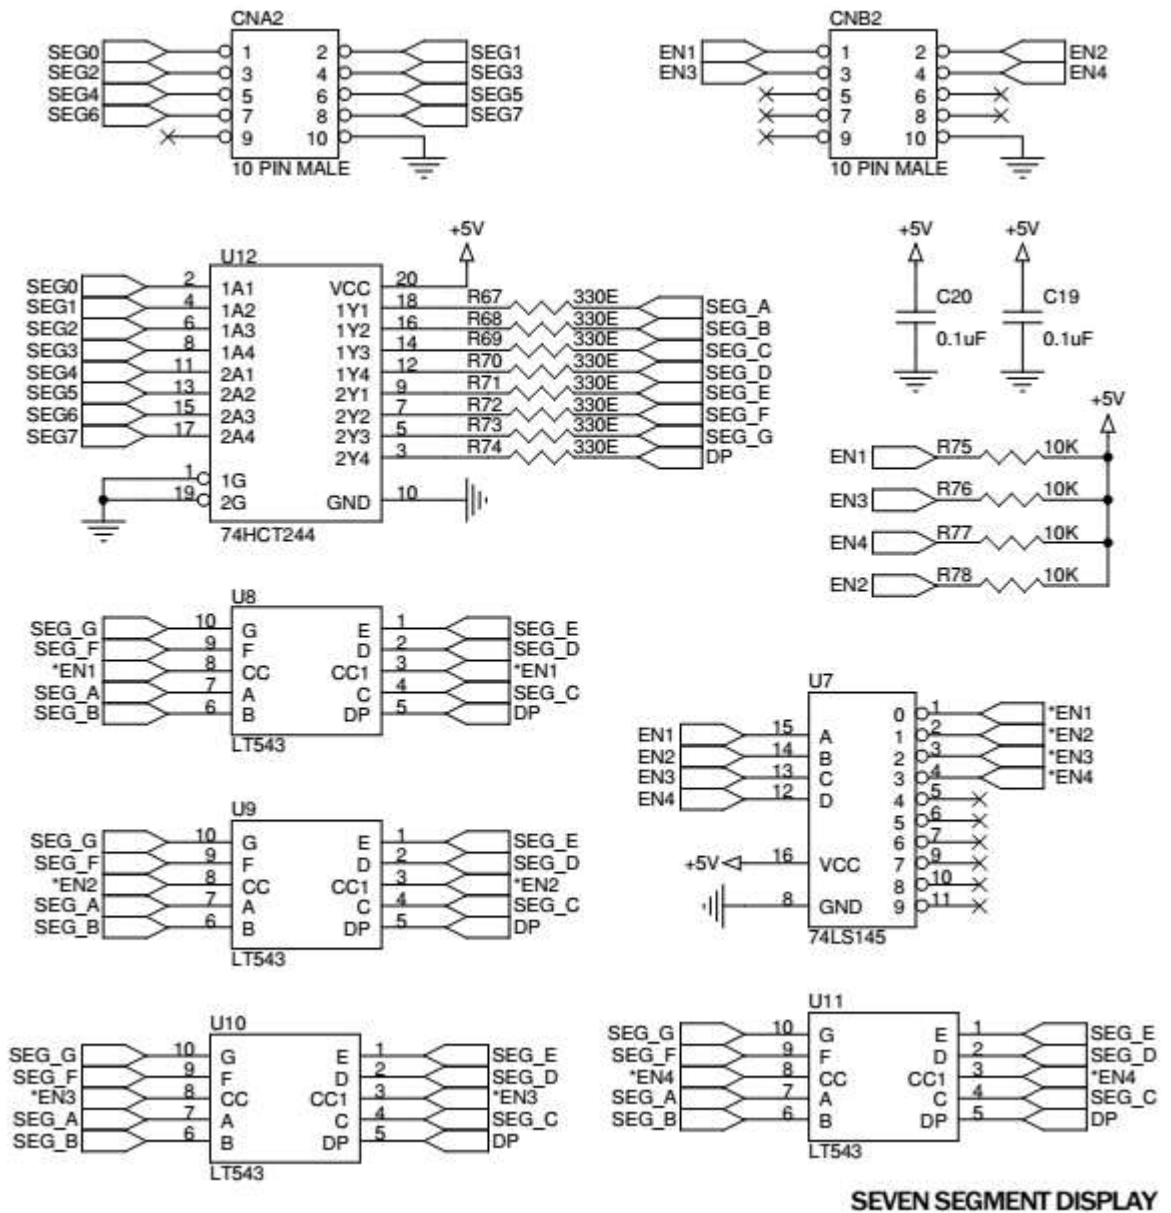 CNA2
SEG0 1 2 SEG1
SEG2 3 4 SEG3
SEG4 5 6 SEG5
SEG6 7 8 SEG7
9 10
10 PIN MALE
CNB2
EN1 1 2 EN2
EN3 3 4 EN4
5 6
7 8
9 10
10 PIN MALE
U12
+5V
SEG0 2 1A1 VCC 20
SEG1 4 1A2 1Y1 18 R67 330E SEG_A
SEG2 6 1A3 1Y2 16 R68 330E SEG_B
SEG3 8 1A4 1Y3 14 R69 330E SEG_C
SEG4 11 2A1 1Y4 12 R70 330E SEG_D
SEG5 13 2A2 2Y1 9 R71 330E SEG_E
SEG6 15 2A3 2Y2 7 R72 330E SEG_F
SEG7 17 2A4 2Y3 5 R73 330E SEG_G
2Y4 3 R74 330E DP
1 1G
19 2G GND 10
74HCT244
+5V +5V
C20 C19
0.1uF 0.1uF
+5V
EN1 R75 10K
EN3 R76 10K
EN4 R77 10K
EN2 R78 10K
U8
SEG_G 10 G E 1 SEG_E
SEG_F 9 F D 2 SEG_D
*EN1 8 CC CC1 3 *EN1
SEG_A 7 A C 4 SEG_C
SEG_B 6 B DP 5 DP
LT543
U7
0 1 *EN1
EN1 15 A 1 2 *EN2
EN2 14 B 2 3 *EN3
EN3 13 C 3 4 *EN4
EN4 12 D 4 5
5 6
6 7
+5V 16 VCC 7 9
8 10
8 GND 9 11
74LS145
U9
SEG_G 10 G E 1 SEG_E
SEG_F 9 F D 2 SEG_D
*EN2 8 CC CC1 3 *EN2
SEG_A 7 A C 4 SEG_C
SEG_B 6 B DP 5 DP
LT543
U10
SEG_G 10 G E 1 SEG_E
SEG_F 9 F D 2 SEG_D
*EN3 8 CC CC1 3 *EN3
SEG_A 7 A C 4 SEG_C
SEG_B 6 B DP 5 DP
LT543
U11
SEG_G 10 G E 1 SEG_E
SEG_F 9 F D 2 SEG_D
*EN4 8 CC CC1 3 *EN4
SEG_A 7 A C 4 SEG_C
SEG_B 6 B DP 5 DP
LT543
SEVEN SEGMENT DISPLAY